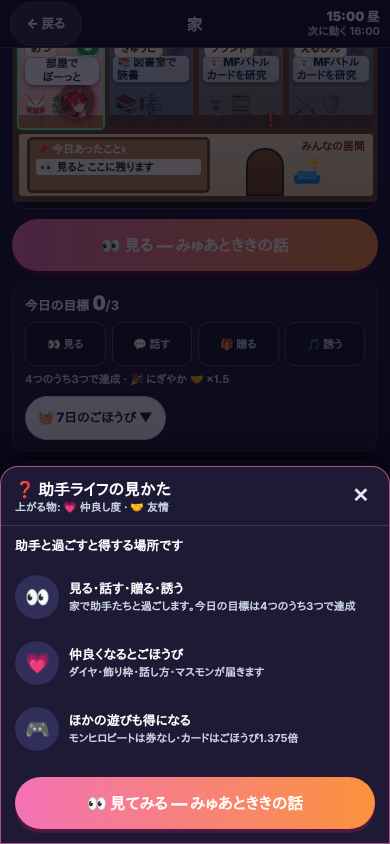 ← 戻る
家
15:00 昼
次に動く 16:00
部屋で
ぼーっと
図書室で
読書
MFバトル
カードを研究
MFバトル
カードを研究
今日あったこと›
👀 見ると ここに残ります
みんなの居間
👀 見る — みゅあとききの話
今日の目標 0/3
👀 見る
💬 話す
🎁 贈る
🎵 誘う
4つのうち3つで達成 · 🎉 にぎやか 🤝 ×1.5
7日のごほうび ▼
❓ 助手ライフの見かた
上がる物: 💗 仲良し度 · 🤝 友情
✕
助手と過ごすと得する場所です
見る・話す・贈る・誘う
家で助手たちと過ごします。今日の目標は4つのうち3つで達成
仲良くなるとごほうび
ダイヤ・飾り枠・話し方・マスモンが届きます
ほかの遊びも得になる
モンヒロビートは券なし・カードはごほうび1.375倍
👀 見てみる — みゅあとききの話